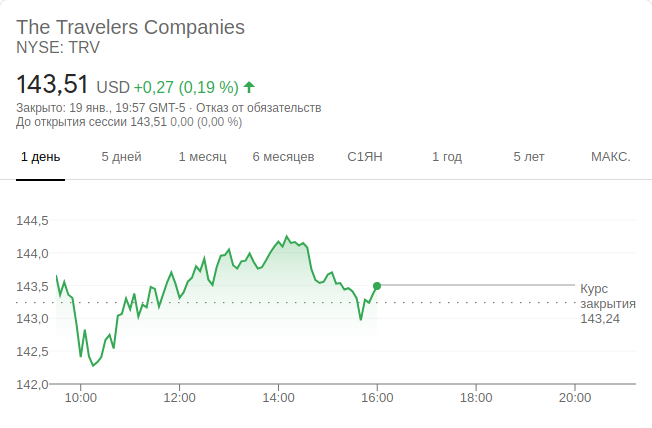 The Travelers Companies
NYSE: TRV
143,51 USD +0,27 (0,19 %)
Закрыто: 19 янв., 19:57 GMT-5 · Отказ от обязательств
До открытия сессии 143,51 0,00 (0,00 %)
1 день 5 дней 1 месяц 6 месяцев С1ЯН 1 год 5 лет МАКС.
144,5
144,0
143,5
143,0
142,5
142,0
Курс
закрытия
143,24
10:00 12:00 14:00 16:00 18:00 20:00